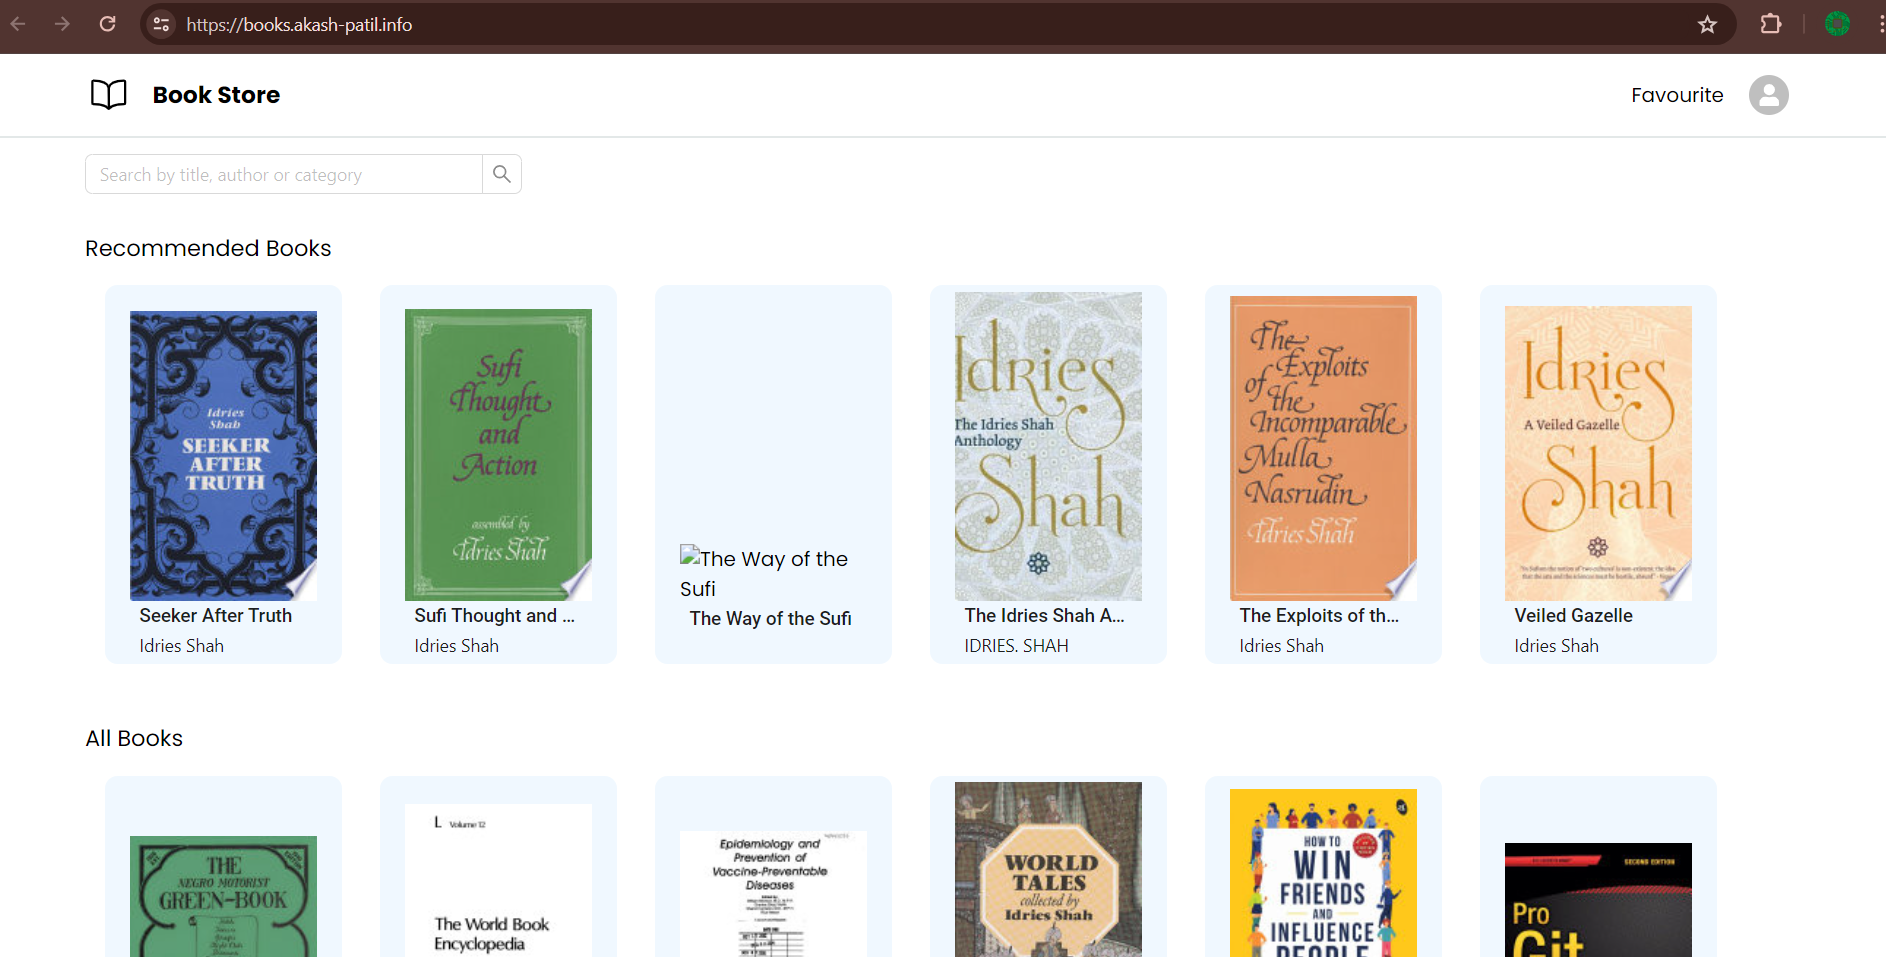 https://books.akash-patil.info
Book Store
Favourite
Search by title, author or category
Recommended Books
Idries
Shah
SEEKER
AFTER
TRUTH
Seeker After Truth
Idries Shah
Sufi
Thought
and
Action
assembled by
Idries Shah
Sufi Thought and ...
Idries Shah
The Way of the
Sufi
The Way of the Sufi
Idries
The Idries Shah
Anthology
Shah
The Idries Shah A...
IDRIES. SHAH
The
Exploits
of the
Incomparable
Mulla
Nasrudin
Idries Shah
The Exploits of th...
Idries Shah
Idries
A Veiled Gazelle
Shah
Veiled Gazelle
Idries Shah
All Books
THE
NEGRO MOTORIST
GREEN-BOOK
L Volume 12
The World Book
Encyclopedia
Epidemiology and
Prevention of
Vaccine-Preventable
Diseases
WORLD
TALES
collected by
Idries Shah
HOW TO
WIN
FRIENDS
AND
INFLUENCE
PEOPLE
SECOND EDITION
Pro
Git